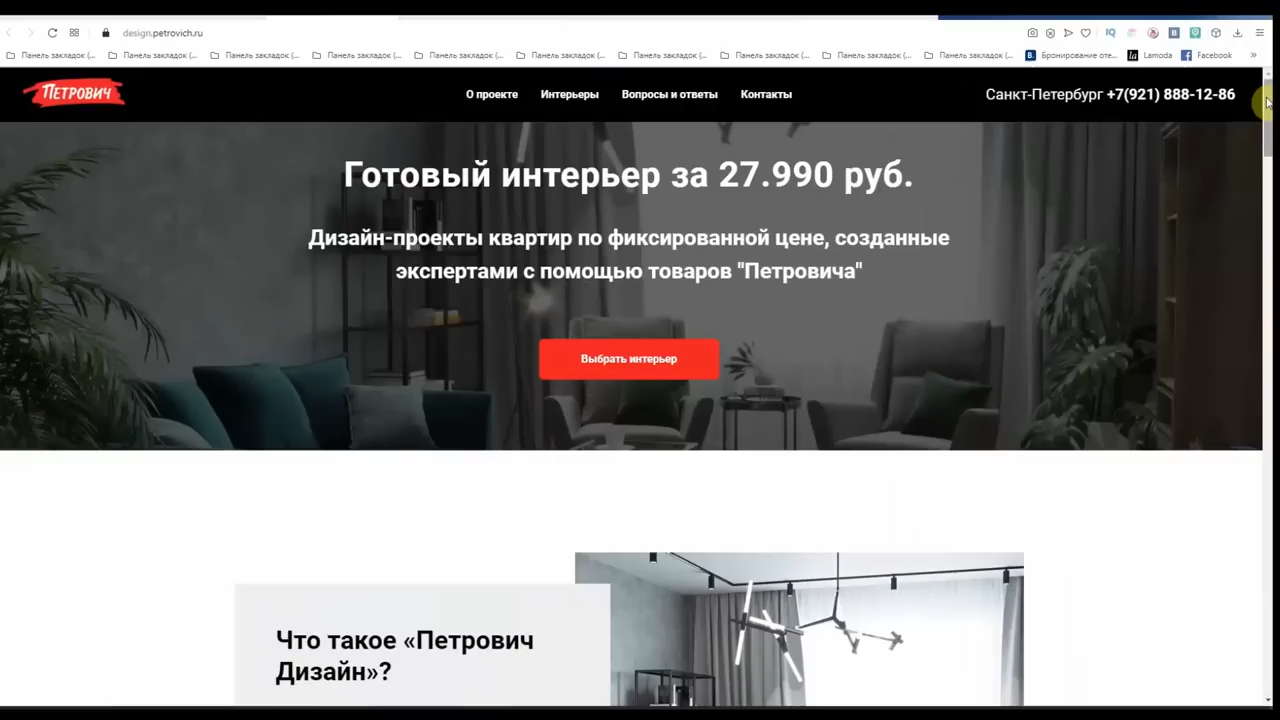 design.petrovich.ru
Панель закладок (... Панель закладок (... Панель закладок (... Панель закладок (... Панель закладок (... Панель закладок (... Панель закладок (... Панель закладок (... Панель закладок (... Панель закладок (... Бронирование оте... Lamoda Facebook
ПЕТРОВИЧ О проекте Интерьеры Вопросы и ответы Контакты Санкт-Петербург +7(921) 888-12-86
Готовый интерьер за 27.990 руб.
Дизайн-проекты квартир по фиксированной цене, созданные
экспертами с помощью товаров "Петровича"
Выбрать интерьер
Что такое «Петрович
Дизайн»?